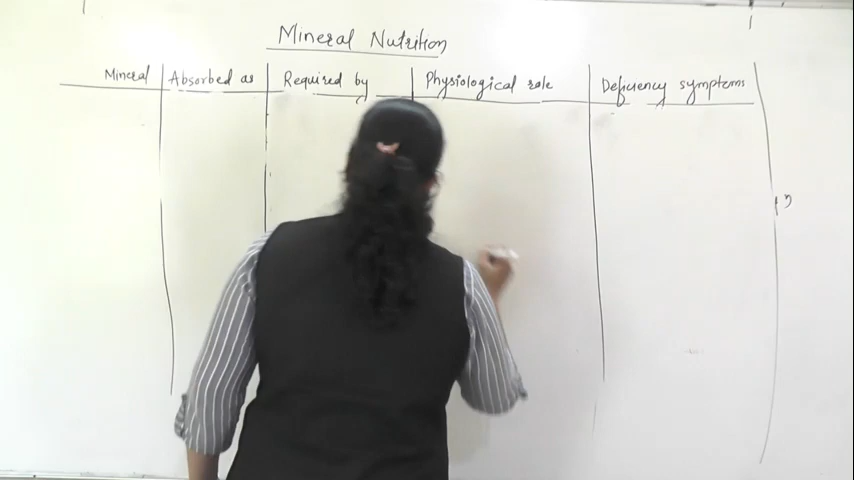 Mineral Nutrition
Mineral Absorbed as Required by Physiological role Deficiency symptoms